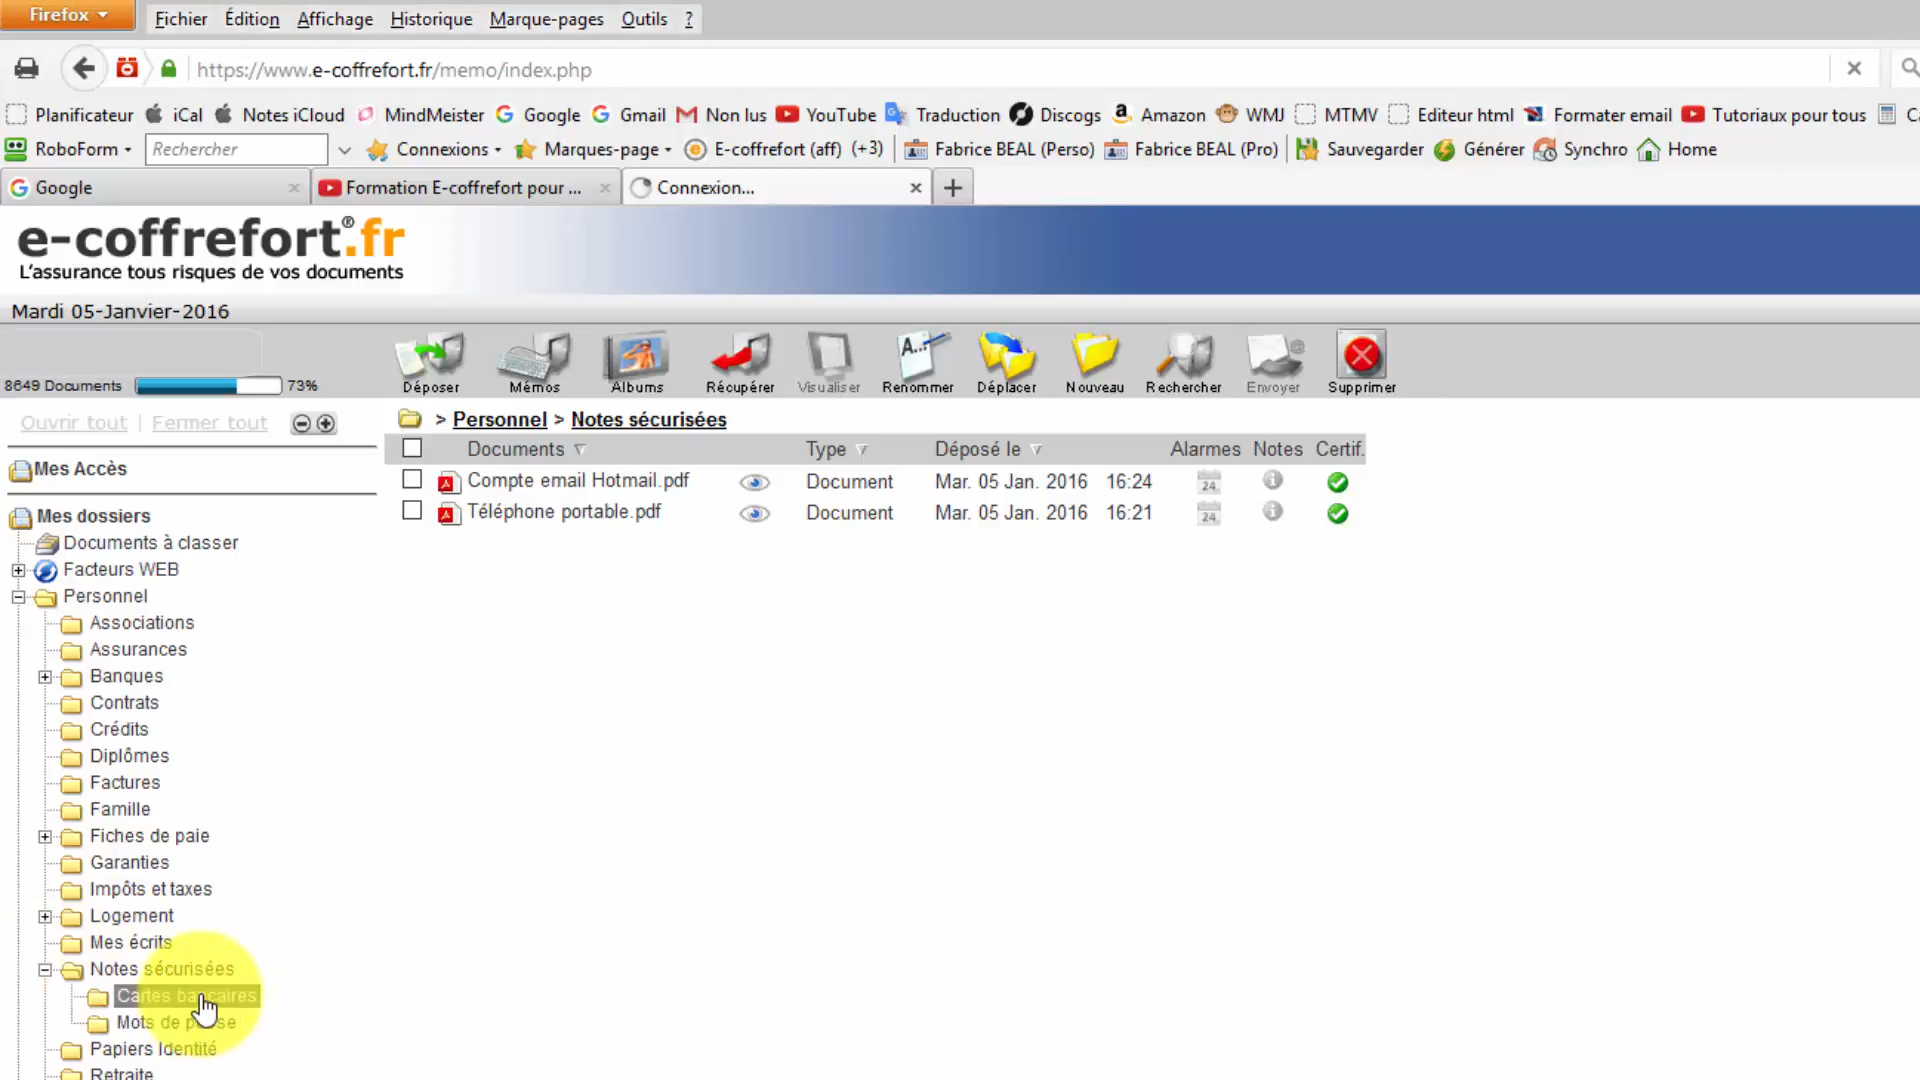 Firefox
Fichier Édition Affichage Historique Marque-pages Outils ?
https://www.e-coffrefort.fr/memo/index.php
Planificateur iCal Notes iCloud MindMeister Google Gmail Non lus YouTube Traduction Discogs Amazon WMJ MTMV Editeur html Formater email Tutoriaux pour tous
RoboForm Rechercher Connexions Marques-page E-coffrefort (aff) (+3) Fabrice BEAL (Perso) Fabrice BEAL (Pro) Sauvegarder Générer Synchro Home
Google Formation E-coffrefort pour ... Connexion...
e-coffrefort®.fr
L'assurance tous risques de vos documents
Mardi 05-Janvier-2016
8649 Documents 73% Déposer Mémos Albums Récupérer Visualiser Renommer Déplacer Nouveau Rechercher Envoyer Supprimer
Ouvrir tout | Fermer tout
> Personnel > Notes sécurisées
Documents Type Déposé le Alarmes Notes Certif.
Compte email Hotmail.pdf Document Mar. 05 Jan. 2016 16:24
Téléphone portable.pdf Document Mar. 05 Jan. 2016 16:21
Mes Accès
Mes dossiers
Documents à classer
Facteurs WEB
Personnel
Associations
Assurances
Banques
Contrats
Crédits
Diplômes
Factures
Famille
Fiches de paie
Garanties
Impôts et taxes
Logement
Mes écrits
Notes sécurisées
Cartes bancaires
Mots de passe
Papiers Identité
Retraite